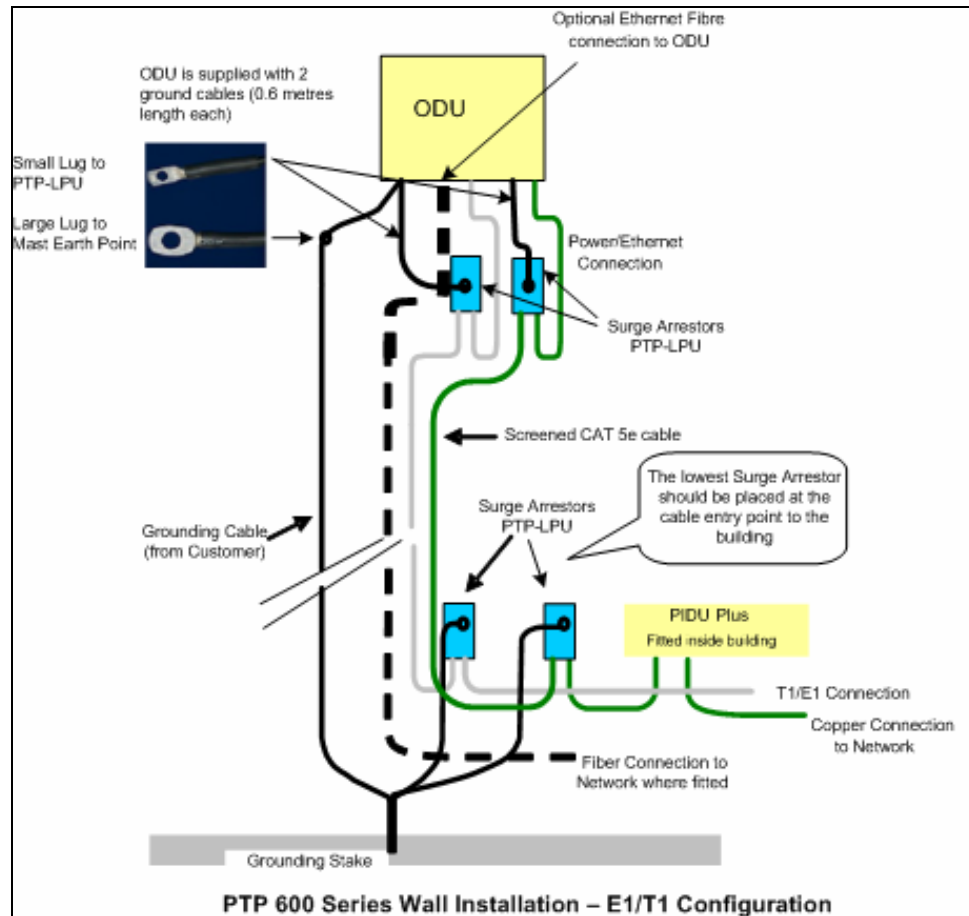 Optional Ethernet Fibre
connection to ODU
ODU is supplied with 2
ground cables (0.6 metres
length each)
ODU
Small Lug to
PTP-LPU
Large Lug to
Mast Earth Point
Power/Ethernet
Connection
Surge Arrestors
PTP-LPU
Screened CAT 5e cable
The lowest Surge Arrestor
should be placed at the
cable entry point to the
building
Surge Arrestors
PTP-LPU
Grounding Cable
(from Customer)
PIDU Plus
Fitted inside building
T1/E1 Connection
Copper Connection
to Network
Fiber Connection to
Network where fitted
Grounding Stake
PTP 600 Series Wall Installation – E1/T1 Configuration